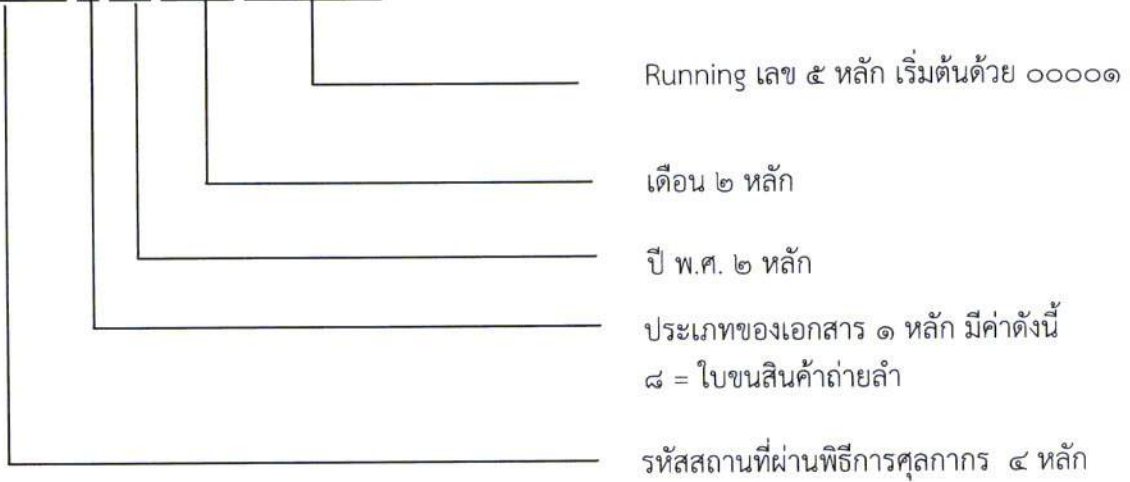 Running เลข ๕ หลัก เริ่มต้นด้วย ๐๐๐๐๑
เดือน ๒ หลัก
ปี พ.ศ. ๒ หลัก
ประเภทของเอกสาร ๑ หลัก มีค่าดังนี้
๘ = ใบขนสินค้าถ่ายลำ
รหัสสถานที่ผ่านพิธีการศุลกากร ๔ หลัก